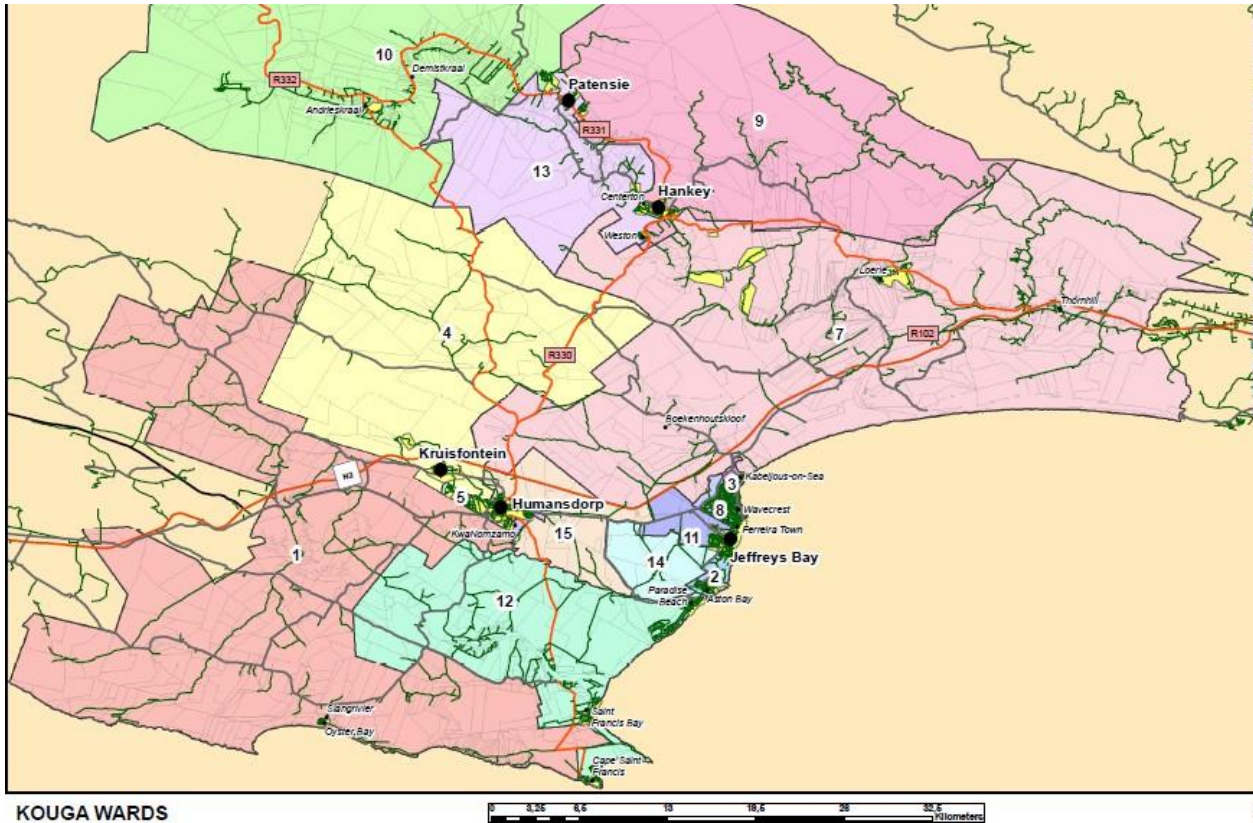 10
Demistkraal
R332
Patensie
Andrieskraal
R331
9
13
Centerton
Hankey
Weston
Loerie
Thornhill
4
7
R102
R330
Boekenhoutskloof
Kruisfontein
N2
Kabeljous-on-Sea
3
5
8
Wavecrest
Humansdorp
Ferreira Town
KwaNomzamo
15
11
Jeffreys Bay
1
14
2
Paradise
Beach
Aston Bay
12
Slangrivier
Oyster Bay
Saint
Francis Bay
Cape Saint
Francis
KOUGA WARDS
0 3,25 6,5 13 19,5 26 32,5
Kilometers